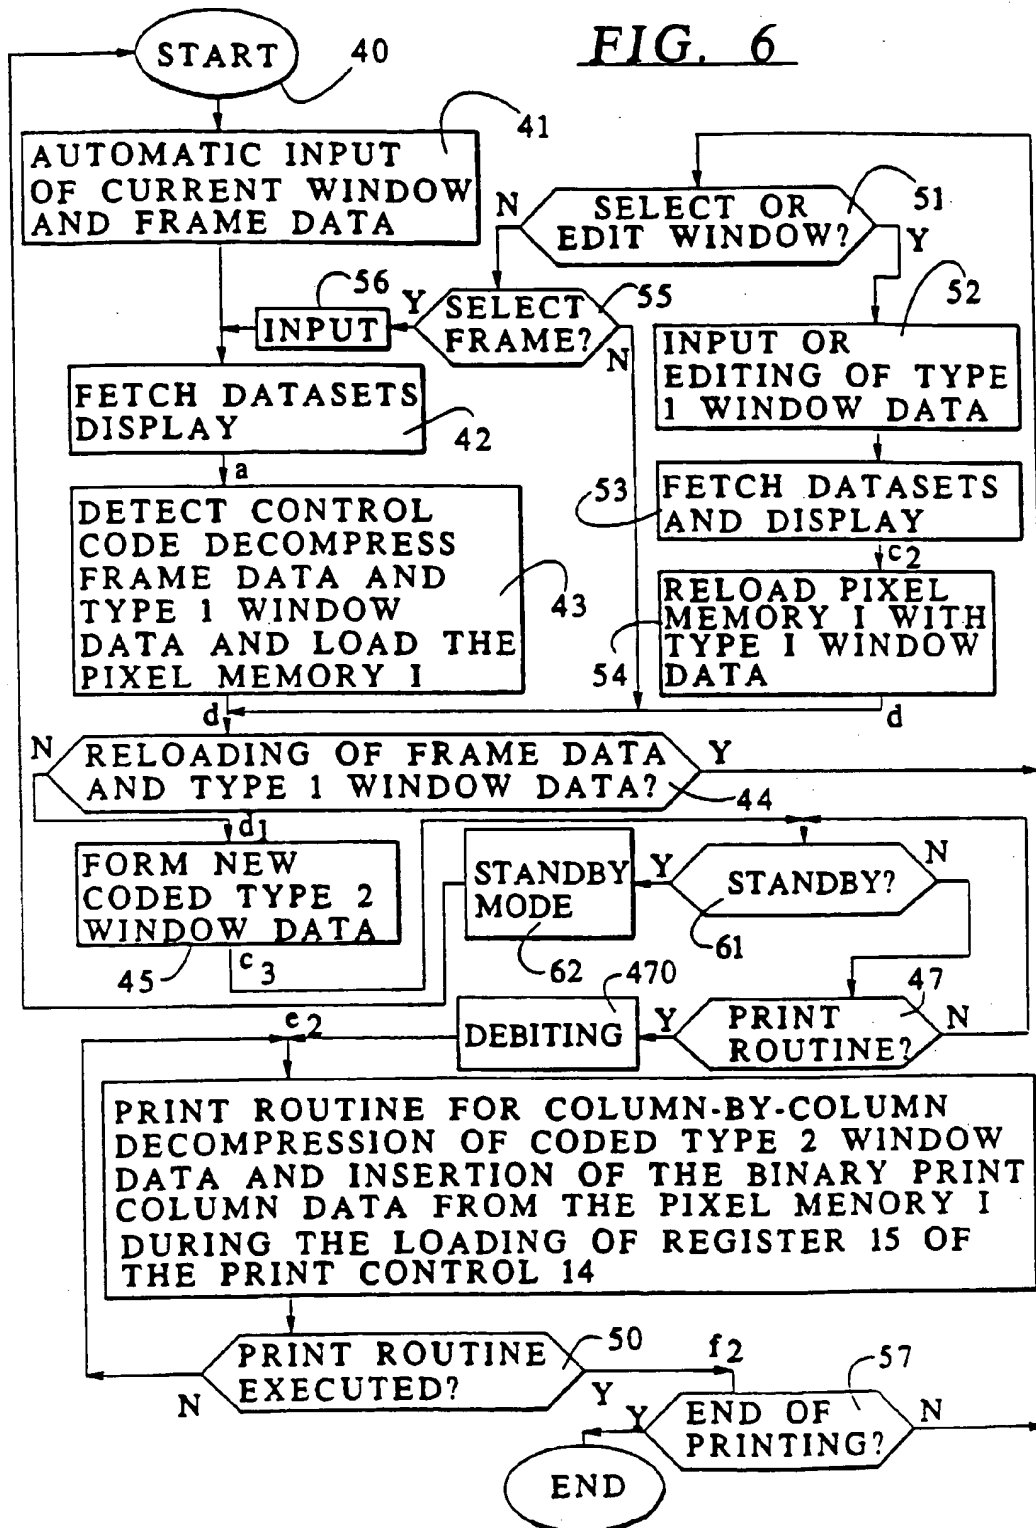 FIG. 6
START
40
41
AUTOMATIC INPUT
OF CURRENT WINDOW
AND FRAME DATA
N
SELECT OR
EDIT WINDOW?
51
Y
56
INPUT
Y
SELECT
FRAME?
55
N
52
INPUT OR
EDITING OF TYPE
1 WINDOW DATA
FETCH DATASETS
DISPLAY
42
a
53
FETCH DATASETS
AND DISPLAY
c2
DETECT CONTROL
CODE DECOMPRESS
FRAME DATA AND
TYPE 1 WINDOW
DATA AND LOAD THE
PIXEL MEMORY I
43
54
RELOAD PIXEL
MEMORY I WITH
TYPE I WINDOW
DATA
d
d
N
RELOADING OF FRAME DATA
AND TYPE 1 WINDOW DATA?
Y
44
d1
FORM NEW
CODED TYPE 2
WINDOW DATA
45
c3
STANDBY
MODE
62
Y
STANDBY?
N
61
470
DEBITING
Y
PRINT
ROUTINE?
47
N
e2
PRINT ROUTINE FOR COLUMN-BY-COLUMN
DECOMPRESSION OF CODED TYPE 2 WINDOW
DATA AND INSERTION OF THE BINARY PRINT
COLUMN DATA FROM THE PIXEL MENORY I
DURING THE LOADING OF REGISTER 15 OF
THE PRINT CONTROL 14
PRINT ROUTINE
EXECUTED?
50
N
Y
f2
57
Y
END OF
PRINTING?
N
END